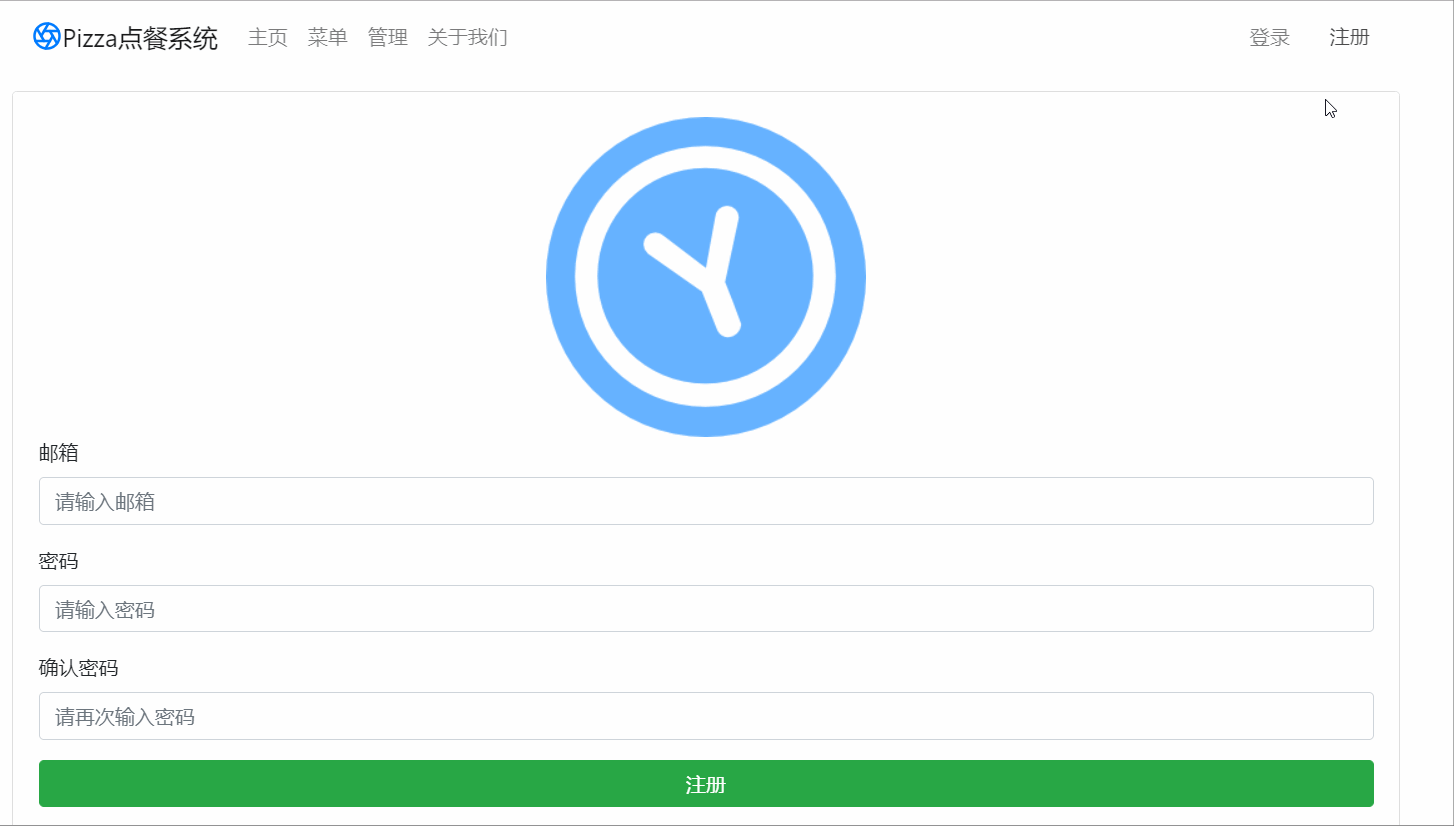 Pizza点餐系统 主页 菜单 管理 关于我们 登录 注册
邮箱
请输入邮箱
密码
请输入密码
确认密码
请再次输入密码
注册